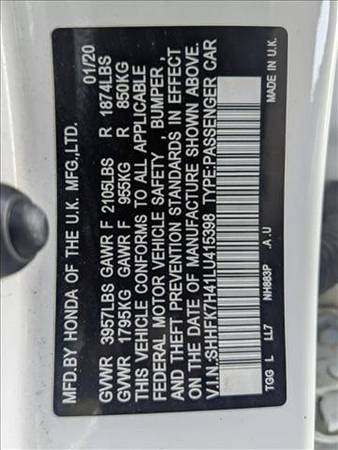 MFD.BY HONDA OF THE U.K. MFG.,LTD. 01/20
GVWR 3957LBS GAWR F 2105LBS R 1874LBS
GVWR 1795KG GAWR F 955KG R 850KG
THIS VEHICLE CONFORMS TO ALL APPLICABLE
FEDERAL MOTOR VEHICLE SAFETY , BUMPER ,
AND THEFT PREVENTION STANDARDS IN EFFECT
ON THE DATE OF MANUFACTURE SHOWN ABOVE.
V.I.N.:SHHFK7H41LU415398 TYPE:PASSENGER CAR
TGG L LL7 NH883P .A .U MADE IN U.K.